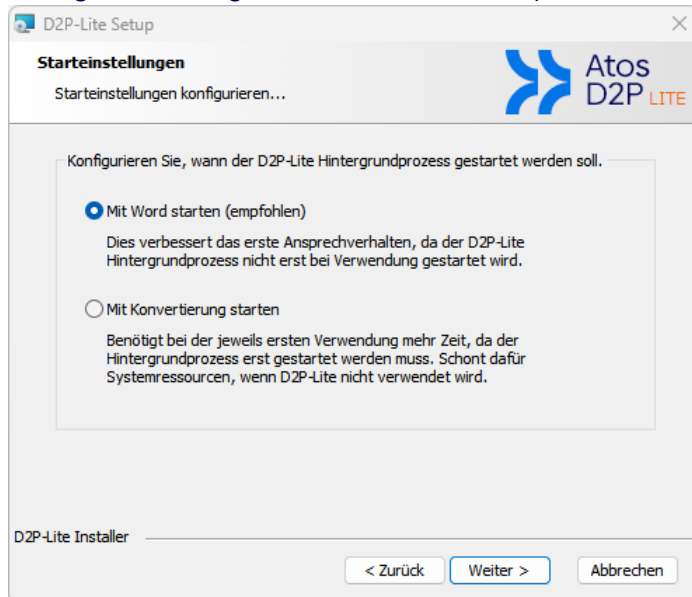 D2P-Lite Setup
Starteinstellungen
Starteinstellungen konfigurieren...
Atos
D2P LITE
Konfigurieren Sie, wann der D2P-Lite Hintergrundprozess gestartet werden soll.
Mit Word starten (empfohlen)
Dies verbessert das erste Ansprechverhalten, da der D2P-Lite
Hintergrundprozess nicht erst bei Verwendung gestartet wird.
Mit Konvertierung starten
Benötigt bei der jeweils ersten Verwendung mehr Zeit, da der
Hintergrundprozess erst gestartet werden muss. Schont dafür
Systemressourcen, wenn D2P-Lite nicht verwendet wird.
D2P-Lite Installer
< Zurück Weiter > Abbrechen